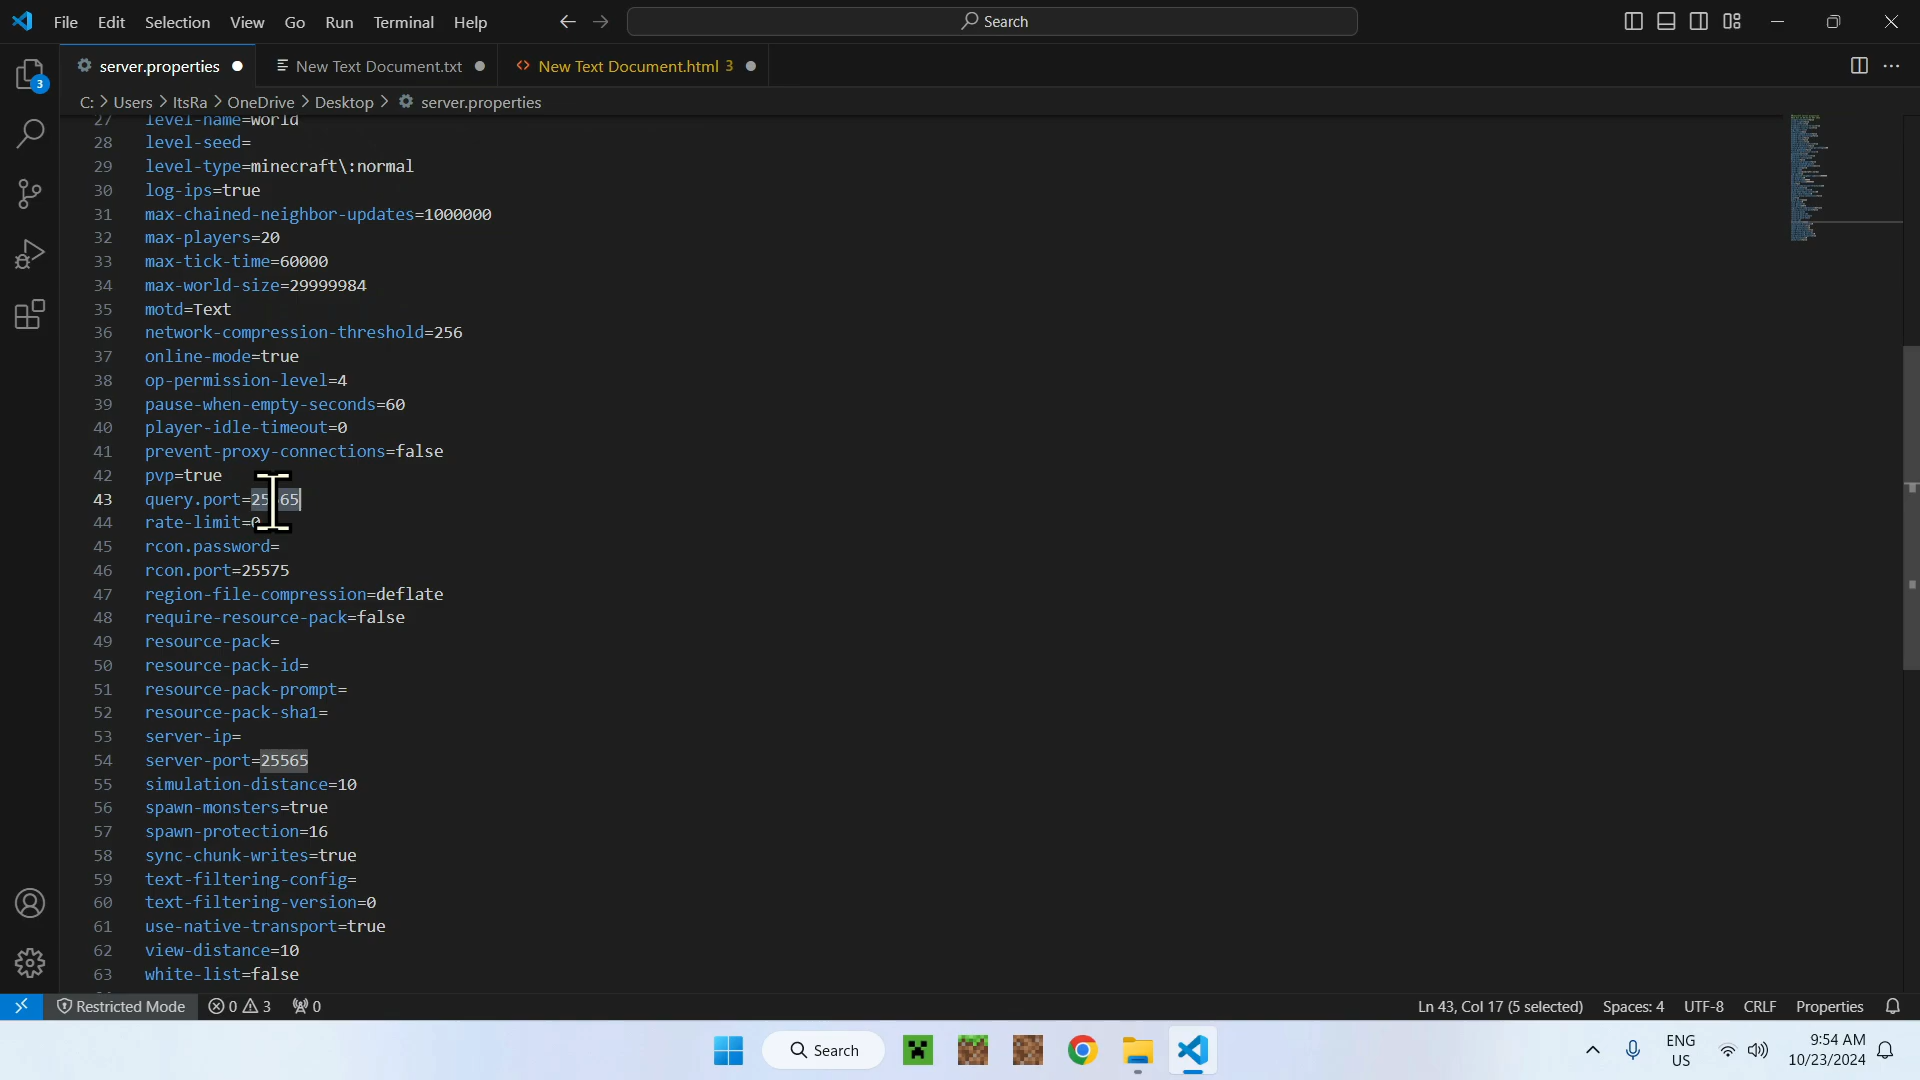 File Edit Selection View Go Run Terminal Help Search
server.properties New Text Document.txt New Text Document.html 3
3
C: > Users > ItsRa > OneDrive > Desktop > server.properties
27 level-name=world
28 level-seed=
29 level-type=minecraft\:normal
30 log-ips=true
31 max-chained-neighbor-updates=1000000
32 max-players=20
33 max-tick-time=60000
34 max-world-size=29999984
35 motd=Text
36 network-compression-threshold=256
37 online-mode=true
38 op-permission-level=4
39 pause-when-empty-seconds=60
40 player-idle-timeout=0
41 prevent-proxy-connections=false
42 pvp=true
43 query.port=25565
44 rate-limit=0
45 rcon.password=
46 rcon.port=25575
47 region-file-compression=deflate
48 require-resource-pack=false
49 resource-pack=
50 resource-pack-id=
51 resource-pack-prompt=
52 resource-pack-sha1=
53 server-ip=
54 server-port=25565
55 simulation-distance=10
56 spawn-monsters=true
57 spawn-protection=16
58 sync-chunk-writes=true
59 text-filtering-config=
60 text-filtering-version=0
61 use-native-transport=true
62 view-distance=10
63 white-list=false
Restricted Mode 0 3 0 Ln 43, Col 17 (5 selected) Spaces: 4 UTF-8 CRLF Properties
Search ENG US 9:54 AM 10/23/2024